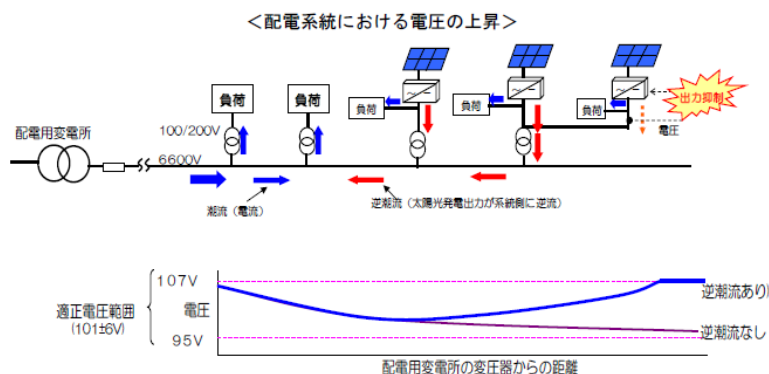 ＜配電系統における電圧の上昇＞
負荷
負荷
負荷
負荷
負荷
出力抑制
電圧
配電用変電所
100/200V
6600V
潮流（電流）
逆潮流（太陽光発電出力が系統側に逆流）
適正電圧範囲
(101±6V)
107V
電圧
95V
逆潮流あり
逆潮流なし
配電用変電所の変圧器からの距離